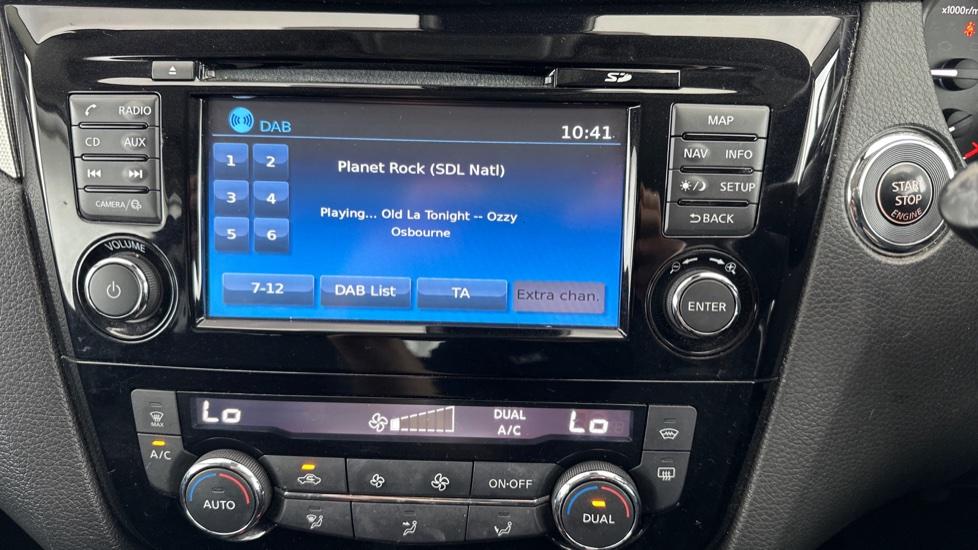 x1000r/m
SD
RADIO
CD AUX
CAMERA/
VOLUME
DAB
10:41
1 2
3 4
5 6
Planet Rock (SDL Natl)
Playing... Old La Tonight -- Ozzy
Osbourne
7-12
DAB List
TA
Extra chan.
MAP
NAV INFO
SETUP
BACK
ENTER
START
STOP
ENGINE
MAX
A/C
Lo
DUAL
A/C
Lo
AUTO
ON·OFF
DUAL